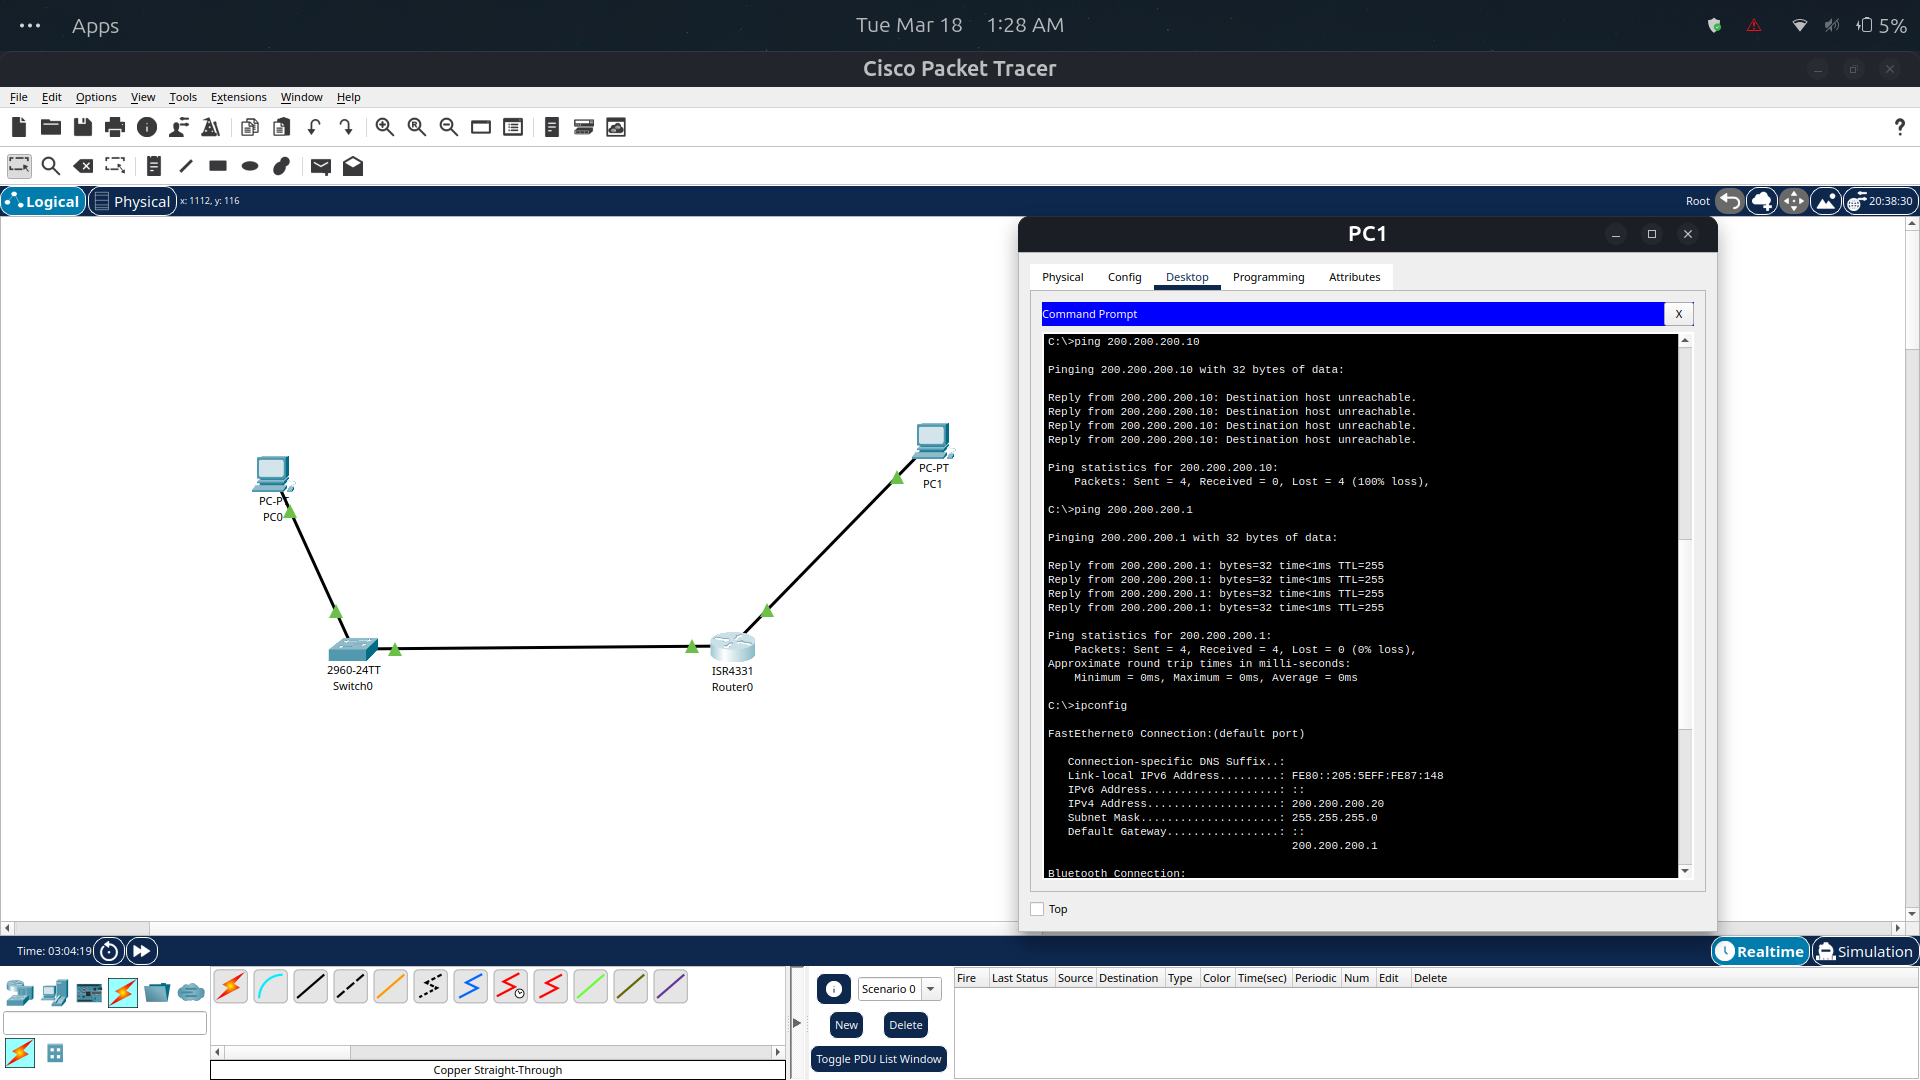 Apps
Tue Mar 18 1:28 AM
5%
Cisco Packet Tracer
File Edit Options View Tools Extensions Window Help
?
Logical
Physical
x: 1112, y: 116
Root
20:38:30
PC1
Physical Config Desktop Programming Attributes
Command Prompt
X
C:\>ping 200.200.200.10
Pinging 200.200.200.10 with 32 bytes of data:
Reply from 200.200.200.10: Destination host unreachable.
Reply from 200.200.200.10: Destination host unreachable.
Reply from 200.200.200.10: Destination host unreachable.
Reply from 200.200.200.10: Destination host unreachable.
Ping statistics for 200.200.200.10:
Packets: Sent = 4, Received = 0, Lost = 4 (100% loss),
C:\>ping 200.200.200.1
Pinging 200.200.200.1 with 32 bytes of data:
Reply from 200.200.200.1: bytes=32 time<1ms TTL=255
Reply from 200.200.200.1: bytes=32 time<1ms TTL=255
Reply from 200.200.200.1: bytes=32 time<1ms TTL=255
Reply from 200.200.200.1: bytes=32 time<1ms TTL=255
Ping statistics for 200.200.200.1:
Packets: Sent = 4, Received = 4, Lost = 0 (0% loss),
Approximate round trip times in milli-seconds:
Minimum = 0ms, Maximum = 0ms, Average = 0ms
C:\>ipconfig
FastEthernet0 Connection:(default port)
Connection-specific DNS Suffix..:
Link-local IPv6 Address.........: FE80::205:5EFF:FE87:148
IPv6 Address....................: ::
IPv4 Address....................: 200.200.200.20
Subnet Mask.....................: 255.255.255.0
Default Gateway.................: ::
200.200.200.1
Bluetooth Connection:
Top
PC-PT
PC0
PC-PT
PC1
2960-24TT
Switch0
ISR4331
Router0
Time: 03:04:19
Realtime
Simulation
Scenario 0
New
Delete
Toggle PDU List Window
Fire Last Status Source Destination Type Color Time(sec) Periodic Num Edit Delete
Copper Straight-Through